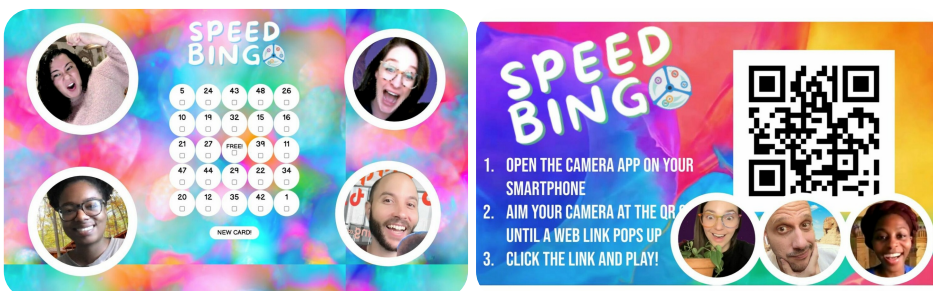 SPEED
BINGO
5 24 43 48 26
10 19 32 15 16
21 27 FREE! 39 11
47 44 29 22 34
20 12 35 42 1
NEW CARD!
SPEED
BINGO
1. OPEN THE CAMERA APP ON YOUR
SMARTPHONE
2. AIM YOUR CAMERA AT THE QR
UNTIL A WEB LINK POPS UP
3. CLICK THE LINK AND PLAY!